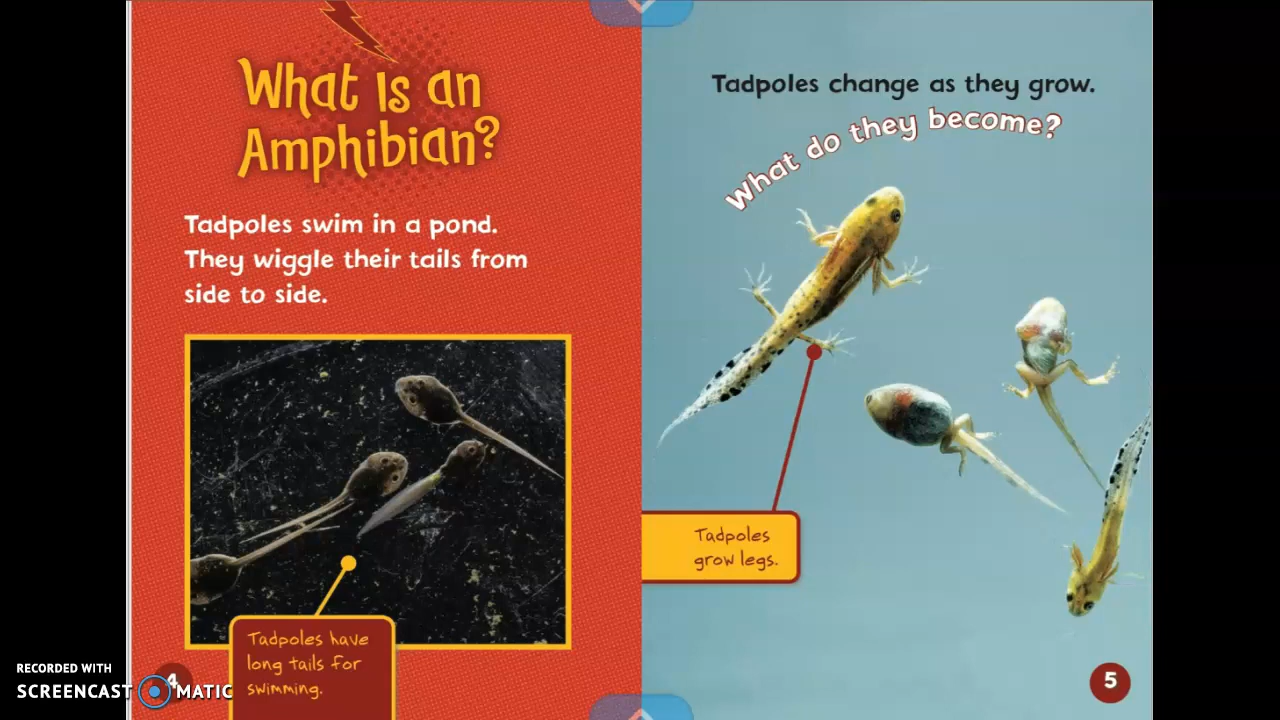 What Is an
Amphibian?
Tadpoles swim in a pond.
They wiggle their tails from
side to side.
Tadpoles have
long tails for
swimming.
4
Tadpoles change as they grow.
What do they become?
Tadpoles
grow legs.
5
RECORDED WITH
SCREENCAST MATIC